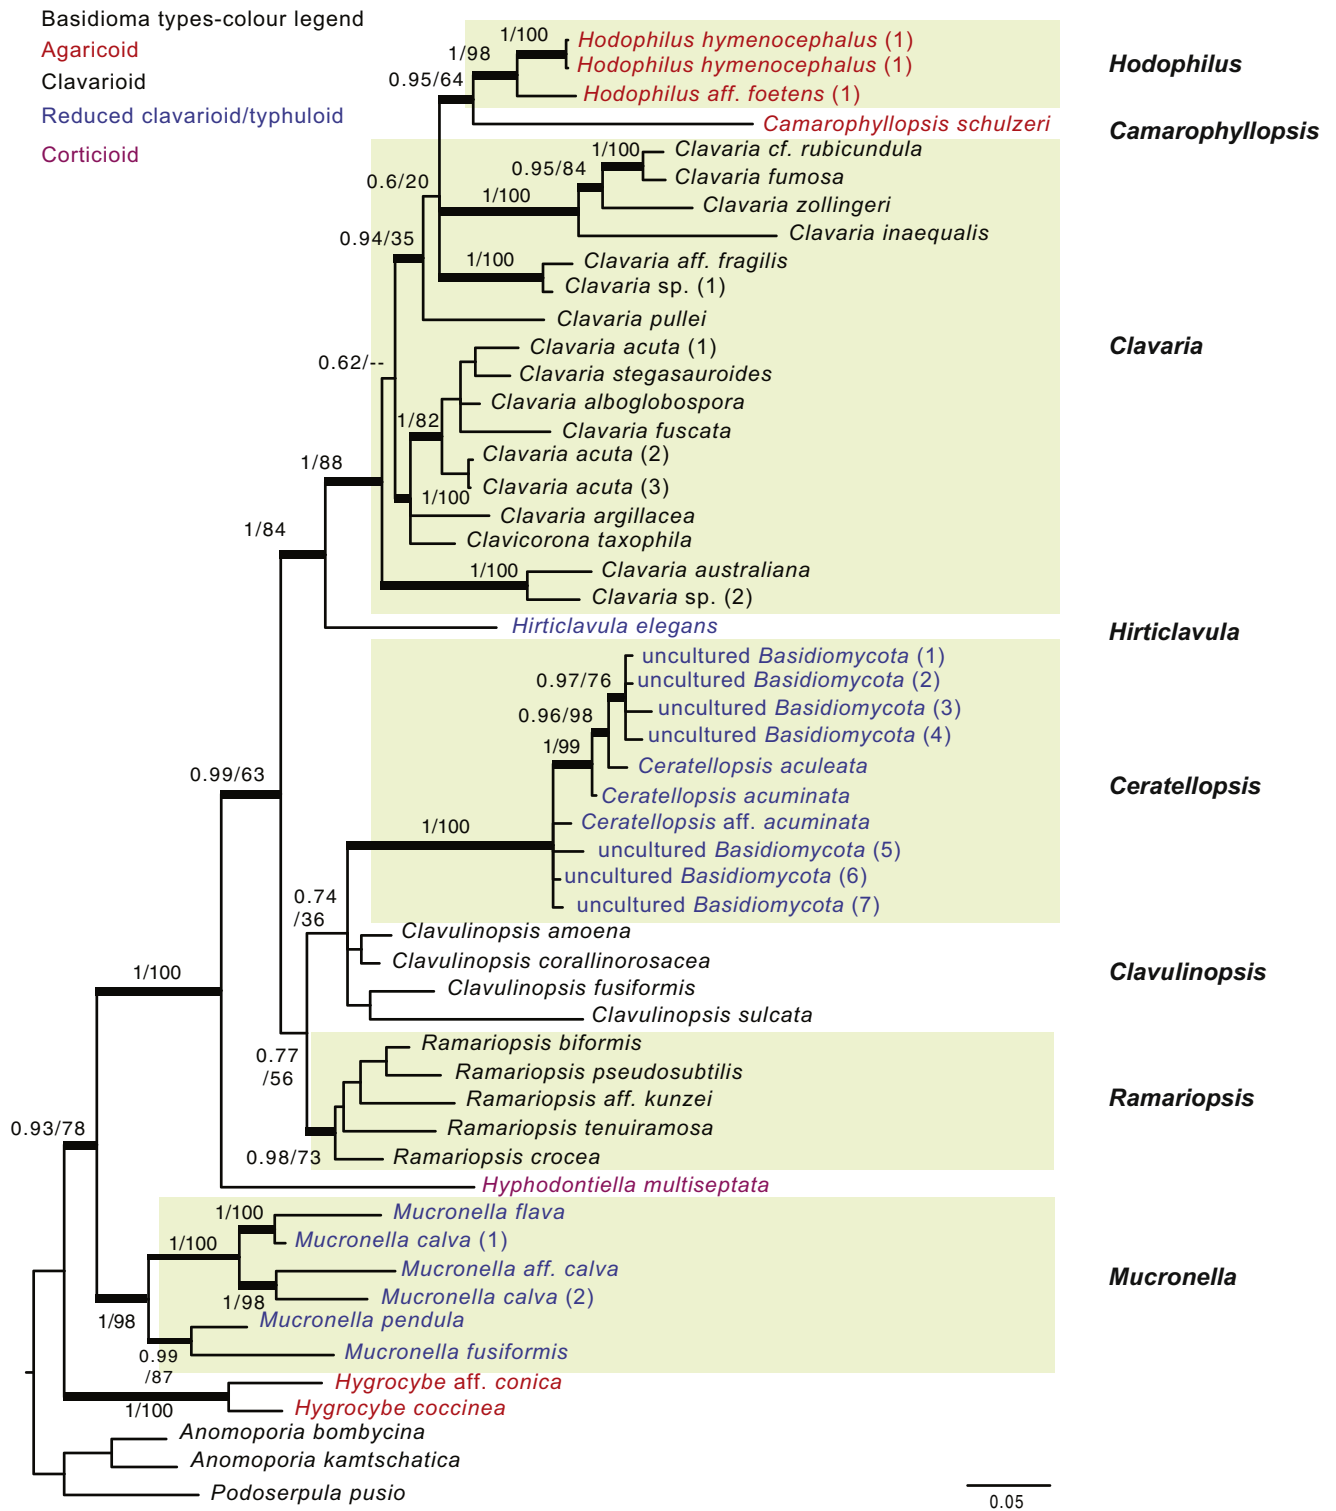 Basidioma types-colour legend
Agaricoid
Clavarioid
Reduced clavarioid/typhuloid
Corticioid
1/100
Hodophilus hymenocephalus (1)
1/98
Hodophilus hymenocephalus (1)
Hodophilus
0.95/64
Hodophilus aff. foetens (1)
Camarophyllopsis schulzeri
Camarophyllopsis
1/100
Clavaria cf. rubicundula
0.95/84
Clavaria fumosa
0.6/20
1/100
Clavaria zollingeri
Clavaria inaequalis
0.94/35
1/100
Clavaria aff. fragilis
Clavaria sp. (1)
Clavaria pullei
Clavaria
0.62/--
Clavaria acuta (1)
Clavaria stegasauroides
Clavaria alboglobospora
1/82
Clavaria fuscata
Clavaria acuta (2)
1/88
Clavaria acuta (3)
1/100
Clavaria argillacea
1/84
Clavicorona taxophila
1/100
Clavaria australiana
Clavaria sp. (2)
Hirticlavula elegans
Hirticlavula
uncultured Basidiomycota (1)
0.97/76
uncultured Basidiomycota (2)
0.96/98
uncultured Basidiomycota (3)
uncultured Basidiomycota (4)
1/99
Ceratellopsis aculeata
0.99/63
Ceratellopsis
Ceratellopsis acuminata
Ceratellopsis aff. acuminata
1/100
uncultured Basidiomycota (5)
uncultured Basidiomycota (6)
0.74
/36
uncultured Basidiomycota (7)
Clavulinopsis amoena
Clavulinopsis corallinorosacea
1/100
Clavulinopsis
Clavulinopsis fusiformis
Clavulinopsis sulcata
Ramariopsis biformis
0.77
/56
Ramariopsis pseudosubtilis
Ramariopsis aff. kunzei
Ramariopsis
0.93/78
Ramariopsis tenuiramosa
0.98/73
Ramariopsis crocea
Hyphodontiella multiseptata
1/100
Mucronella flava
1/100
Mucronella calva (1)
Mucronella aff. calva
Mucronella
1/98
Mucronella calva (2)
1/98
Mucronella pendula
0.99
/87
Mucronella fusiformis
Hygrocybe aff. conica
1/100
Hygrocybe coccinea
Anomoporia bombycina
Anomoporia kamtschatica
Podoserpula pusio
0.05